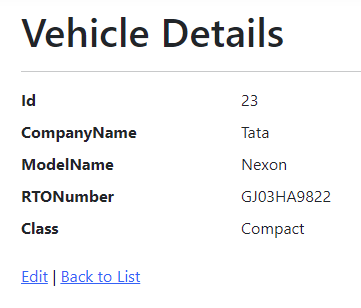 Vehicle Details
Id 23
CompanyName Tata
ModelName Nexon
RTONumber GJ03HA9822
Class Compact
Edit | Back to List